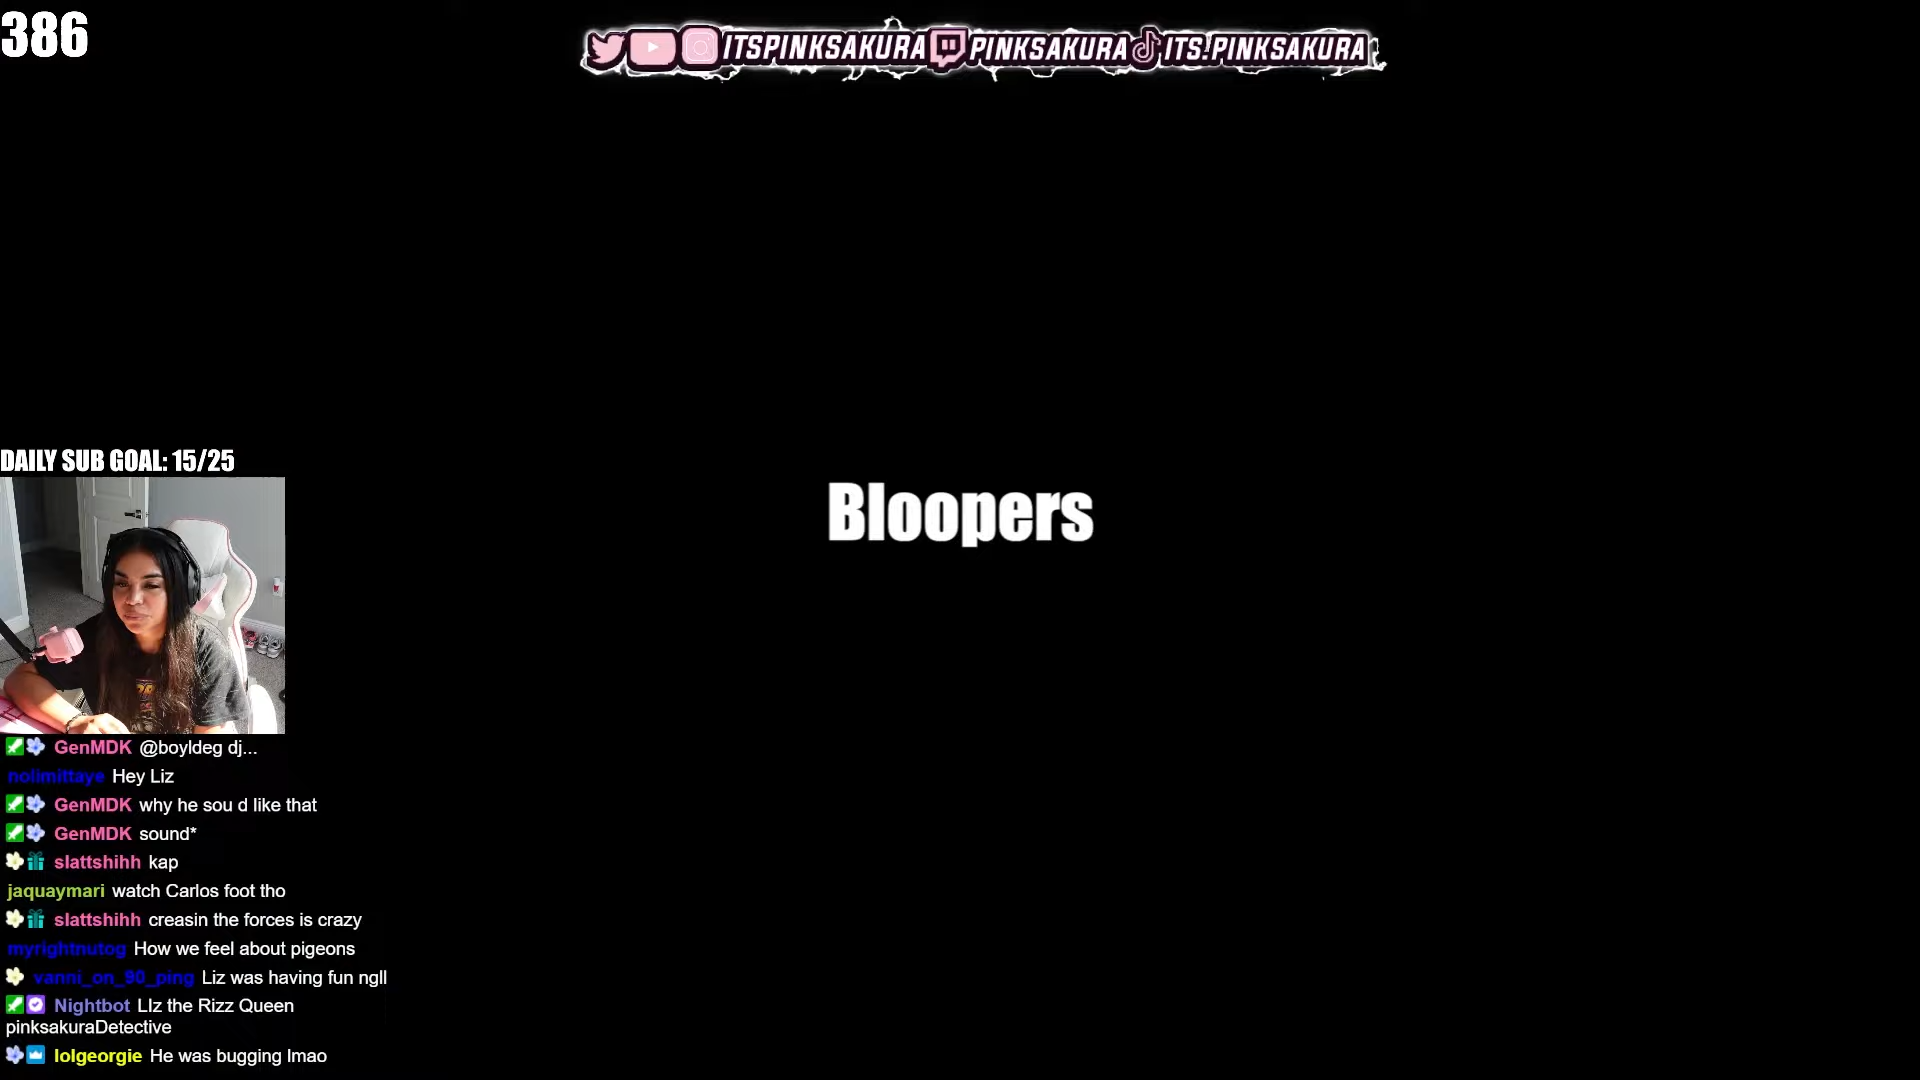 386
ITSPINKSAKURA PINKSAKURA ITS.PINKSAKURA
DAILY SUB GOAL: 15/25
Bloopers
GenMDK @boyldeg dj...
nolimittaye Hey Liz
GenMDK why he sou d like that
GenMDK sound*
slattshihh kap
jaquaymari watch Carlos foot tho
slattshihh creasin the forces is crazy
myrightnutog How we feel about pigeons
vanni_on_90_ping Liz was having fun ngll
Nightbot LIz the Rizz Queen
pinksakuraDetective
lolgeorgie He was bugging lmao